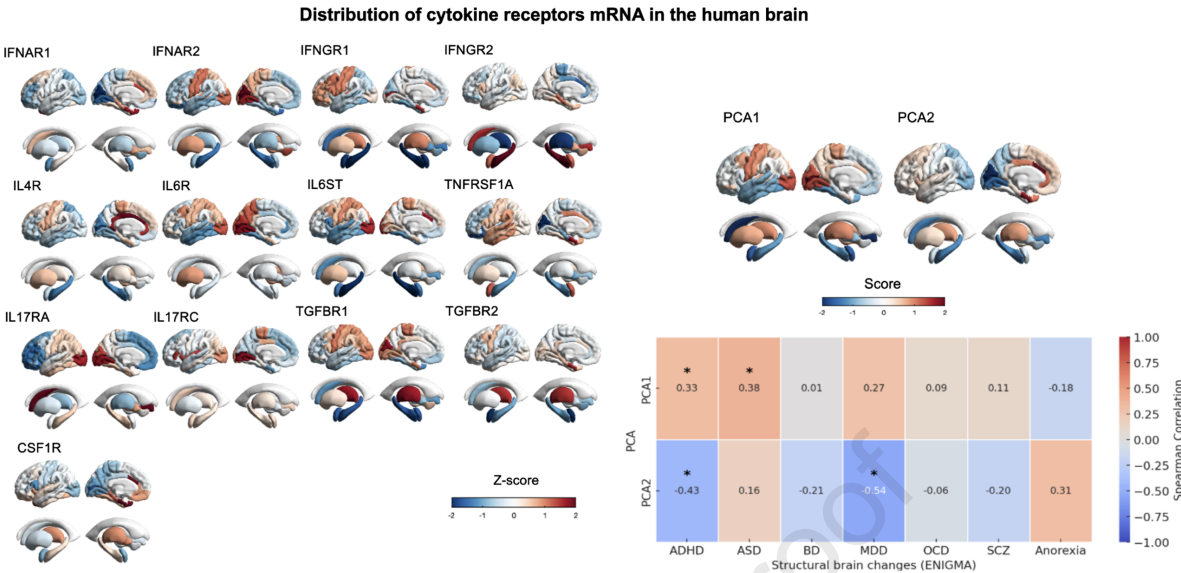 Distribution of cytokine receptors mRNA in the human brain
IFNAR1 IFNAR2 IFNGR1 IFNGR2
IL4R IL6R IL6ST TNFRSF1A
IL17RA IL17RC TGFBR1 TGFBR2
CSF1R
Z-score
-2 -1 0 1 2
PCA1 PCA2
Score
-2 -1 0 1 2
PCA
PCA1
* *
0.33 0.38 0.01 0.27 0.09 0.11 -0.18
PCA2
* *
-0.43 0.16 -0.21 -0.54 -0.06 -0.20 0.31
ADHD ASD BD MDD OCD SCZ Anorexia
Structural brain changes (ENIGMA)
1.00
0.75
0.50
0.25
0.00
-0.25
-0.50
-0.75
-1.00
Spearman Correlation